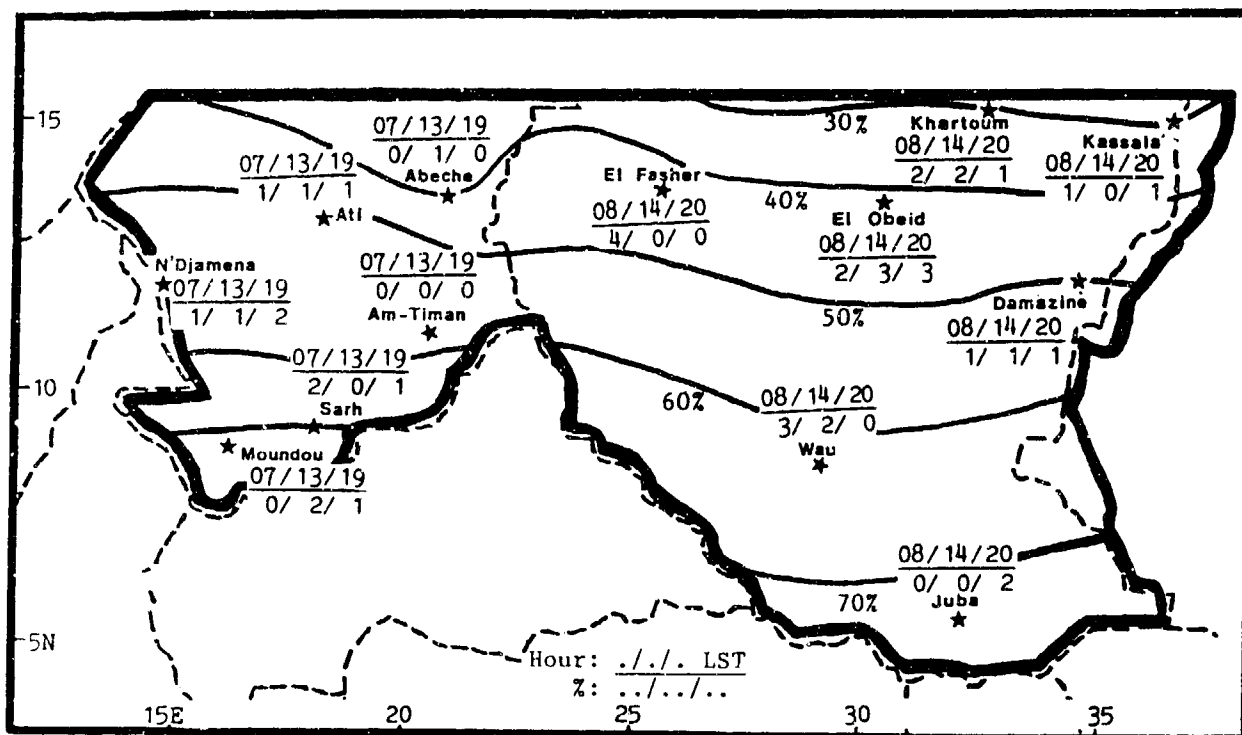 15
30%
Khartoum
08/14/20
2/ 2/ 1
Kassala
08/14/20
1/ 0/ 1
07/13/19
0/ 1/ 0
Abeche
07/13/19
1/ 1/ 1
Ati
El Fasher
08/14/20
4/ 0/ 0
40%
El Obeid
08/14/20
2/ 3/ 3
N'Djamena
07/13/19
1/ 1/ 2
07/13/19
0/ 0/ 0
Am-Timan
50%
Damazine
08/14/20
1/ 1/ 1
10
07/13/19
2/ 0/ 1
Sarh
60%
08/14/20
3/ 2/ 0
Wau
Moundou
07/13/19
0/ 2/ 1
08/14/20
0/ 0/ 2
Juba
70%
5N
Hour: ././. LST
%: ../../..
15E
20
25
30
35